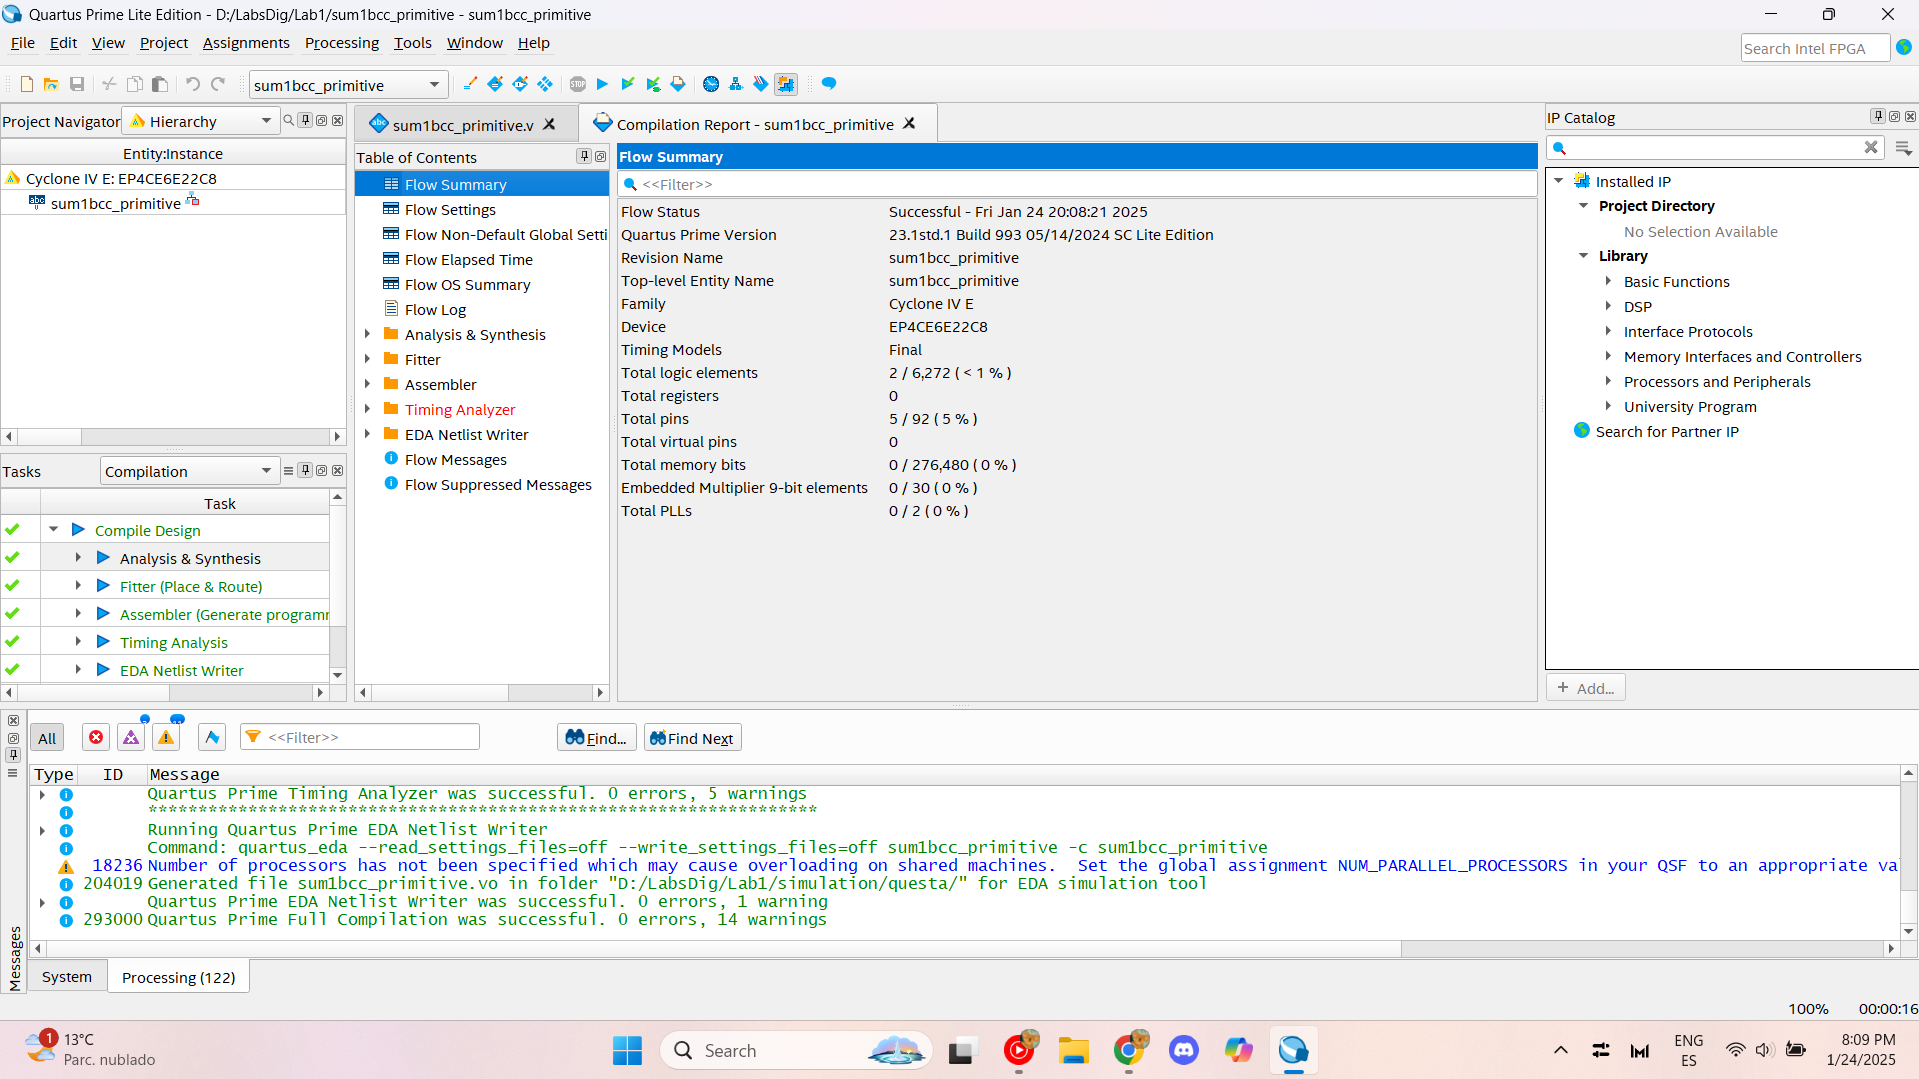 Quartus Prime Lite Edition - D:/LabsDig/Lab1/sum1bcc_primitive - sum1bcc_primitive
File Edit View Project Assignments Processing Tools Window Help
Search Intel FPGA
sum1bcc_primitive
Project Navigator Hierarchy
Entity:Instance
Cyclone IV E: EP4CE6E22C8
sum1bcc_primitive
Tasks Compilation
Task
Compile Design
Analysis & Synthesis
Fitter (Place & Route)
Assembler (Generate programr
Timing Analysis
EDA Netlist Writer
sum1bcc_primitive.v
Compilation Report - sum1bcc_primitive
Table of Contents
Flow Summary
Flow Settings
Flow Non-Default Global Setti
Flow Elapsed Time
Flow OS Summary
Flow Log
Analysis & Synthesis
Fitter
Assembler
Timing Analyzer
EDA Netlist Writer
Flow Messages
Flow Suppressed Messages
Flow Summary
<<Filter>>
Flow Status Successful - Fri Jan 24 20:08:21 2025
Quartus Prime Version 23.1std.1 Build 993 05/14/2024 SC Lite Edition
Revision Name sum1bcc_primitive
Top-level Entity Name sum1bcc_primitive
Family Cyclone IV E
Device EP4CE6E22C8
Timing Models Final
Total logic elements 2 / 6,272 ( < 1 % )
Total registers 0
Total pins 5 / 92 ( 5 % )
Total virtual pins 0
Total memory bits 0 / 276,480 ( 0 % )
Embedded Multiplier 9-bit elements 0 / 30 ( 0 % )
Total PLLs 0 / 2 ( 0 % )
IP Catalog
Installed IP
Project Directory
No Selection Available
Library
Basic Functions
DSP
Interface Protocols
Memory Interfaces and Controllers
Processors and Peripherals
University Program
Search for Partner IP
+ Add...
Messages
All
<<Filter>>
Find...
Find Next
Type ID Message
Quartus Prime Timing Analyzer was successful. 0 errors, 5 warnings
*******************************************************************
Running Quartus Prime EDA Netlist Writer
Command: quartus_eda --read_settings_files=off --write_settings_files=off sum1bcc_primitive -c sum1bcc_primitive
18236 Number of processors has not been specified which may cause overloading on shared machines.  Set the global assignment NUM_PARALLEL_PROCESSORS in your QSF to an appropriate va
204019 Generated file sum1bcc_primitive.vo in folder "D:/LabsDig/Lab1/simulation/questa/" for EDA simulation tool
Quartus Prime EDA Netlist Writer was successful. 0 errors, 1 warning
293000 Quartus Prime Full Compilation was successful. 0 errors, 14 warnings
System
Processing (122)
100% 00:00:16
1
13°C
Parc. nublado
Search
ENG
ES
8:09 PM
1/24/2025